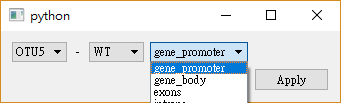 python
OTU5 - WT gene_promoter
gene_promoter
gene_body
exons
Apply